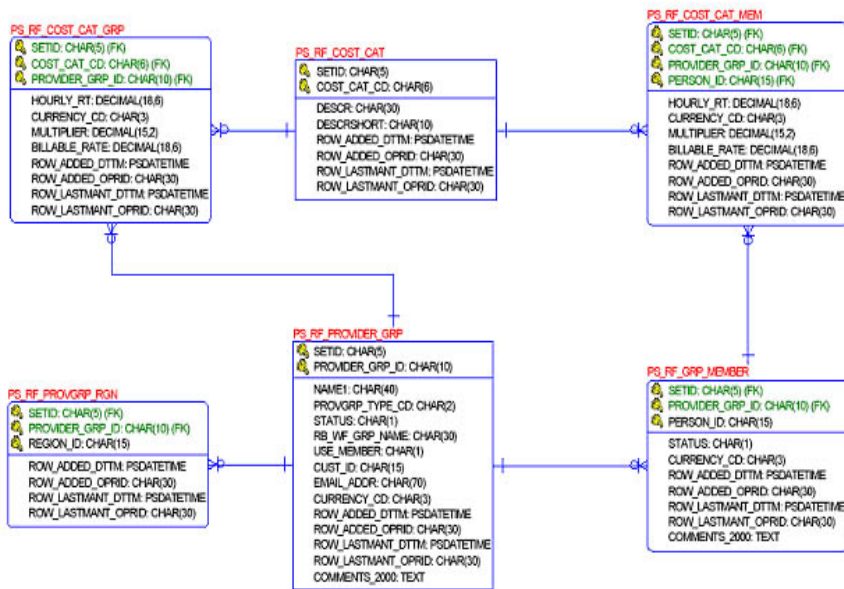 PS_RF_COST_CAT_GRP
SETID: CHAR(5) (FK)
COST_CAT_CD: CHAR(6) (FK)
PROVIDER_GRP_ID: CHAR(10) (FK)
HOURLY_RT: DECIMAL(18,6)
CURRENCY_CD: CHAR(3)
MULTIPLIER: DECIMAL(15,2)
BILLABLE_RATE: DECIMAL(18,6)
ROW_ADDED_DTTM: PSDATETIME
ROW_ADDED_OPRID: CHAR(30)
ROW_LASTMANT_DTTM: PSDATETIME
ROW_LASTMANT_OPRID: CHAR(30)
PS_RF_COST_CAT
SETID: CHAR(5)
COST_CAT_CD: CHAR(6)
DESCR: CHAR(30)
DESCRSHORT: CHAR(10)
ROW_ADDED_DTTM: PSDATETIME
ROW_ADDED_OPRID: CHAR(30)
ROW_LASTMANT_DTTM: PSDATETIME
ROW_LASTMANT_OPRID: CHAR(30)
PS_RF_COST_CAT_MEM
SETID: CHAR(5) (FK)
COST_CAT_CD: CHAR(6) (FK)
PROVIDER_GRP_ID: CHAR(10) (FK)
PERSON_ID: CHAR(15) (FK)
HOURLY_RT: DECIMAL(18,6)
CURRENCY_CD: CHAR(3)
MULTIPLIER: DECIMAL(15,2)
BILLABLE_RATE: DECIMAL(18,6)
ROW_ADDED_DTTM: PSDATETIME
ROW_ADDED_OPRID: CHAR(30)
ROW_LASTMANT_DTTM: PSDATETIME
ROW_LASTMANT_OPRID: CHAR(30)
PS_RF_PROVGRP_RGN
SETID: CHAR(5) (FK)
PROVIDER_GRP_ID: CHAR(10) (FK)
REGION_ID: CHAR(15)
ROW_ADDED_DTTM: PSDATETIME
ROW_ADDED_OPRID: CHAR(30)
ROW_LASTMANT_DTTM: PSDATETIME
ROW_LASTMANT_OPRID: CHAR(30)
PS_RF_PROVIDER_GRP
SETID: CHAR(5)
PROVIDER_GRP_ID: CHAR(10)
NAME1: CHAR(40)
PROVGRP_TYPE_CD: CHAR(2)
STATUS: CHAR(1)
RB_WF_GRP_NAME: CHAR(30)
USE_MEMBER: CHAR(1)
CUST_ID: CHAR(15)
EMAIL_ADDR: CHAR(70)
CURRENCY_CD: CHAR(3)
ROW_ADDED_DTTM: PSDATETIME
ROW_ADDED_OPRID: CHAR(30)
ROW_LASTMANT_DTTM: PSDATETIME
ROW_LASTMANT_OPRID: CHAR(30)
COMMENTS_2000: TEXT
PS_RF_GRP_MEMBER
SETID: CHAR(5) (FK)
PROVIDER_GRP_ID: CHAR(10) (FK)
PERSON_ID: CHAR(15)
STATUS: CHAR(1)
CURRENCY_CD: CHAR(3)
ROW_ADDED_DTTM: PSDATETIME
ROW_ADDED_OPRID: CHAR(30)
ROW_LASTMANT_DTTM: PSDATETIME
ROW_LASTMANT_OPRID: CHAR(30)
COMMENTS_2000: TEXT